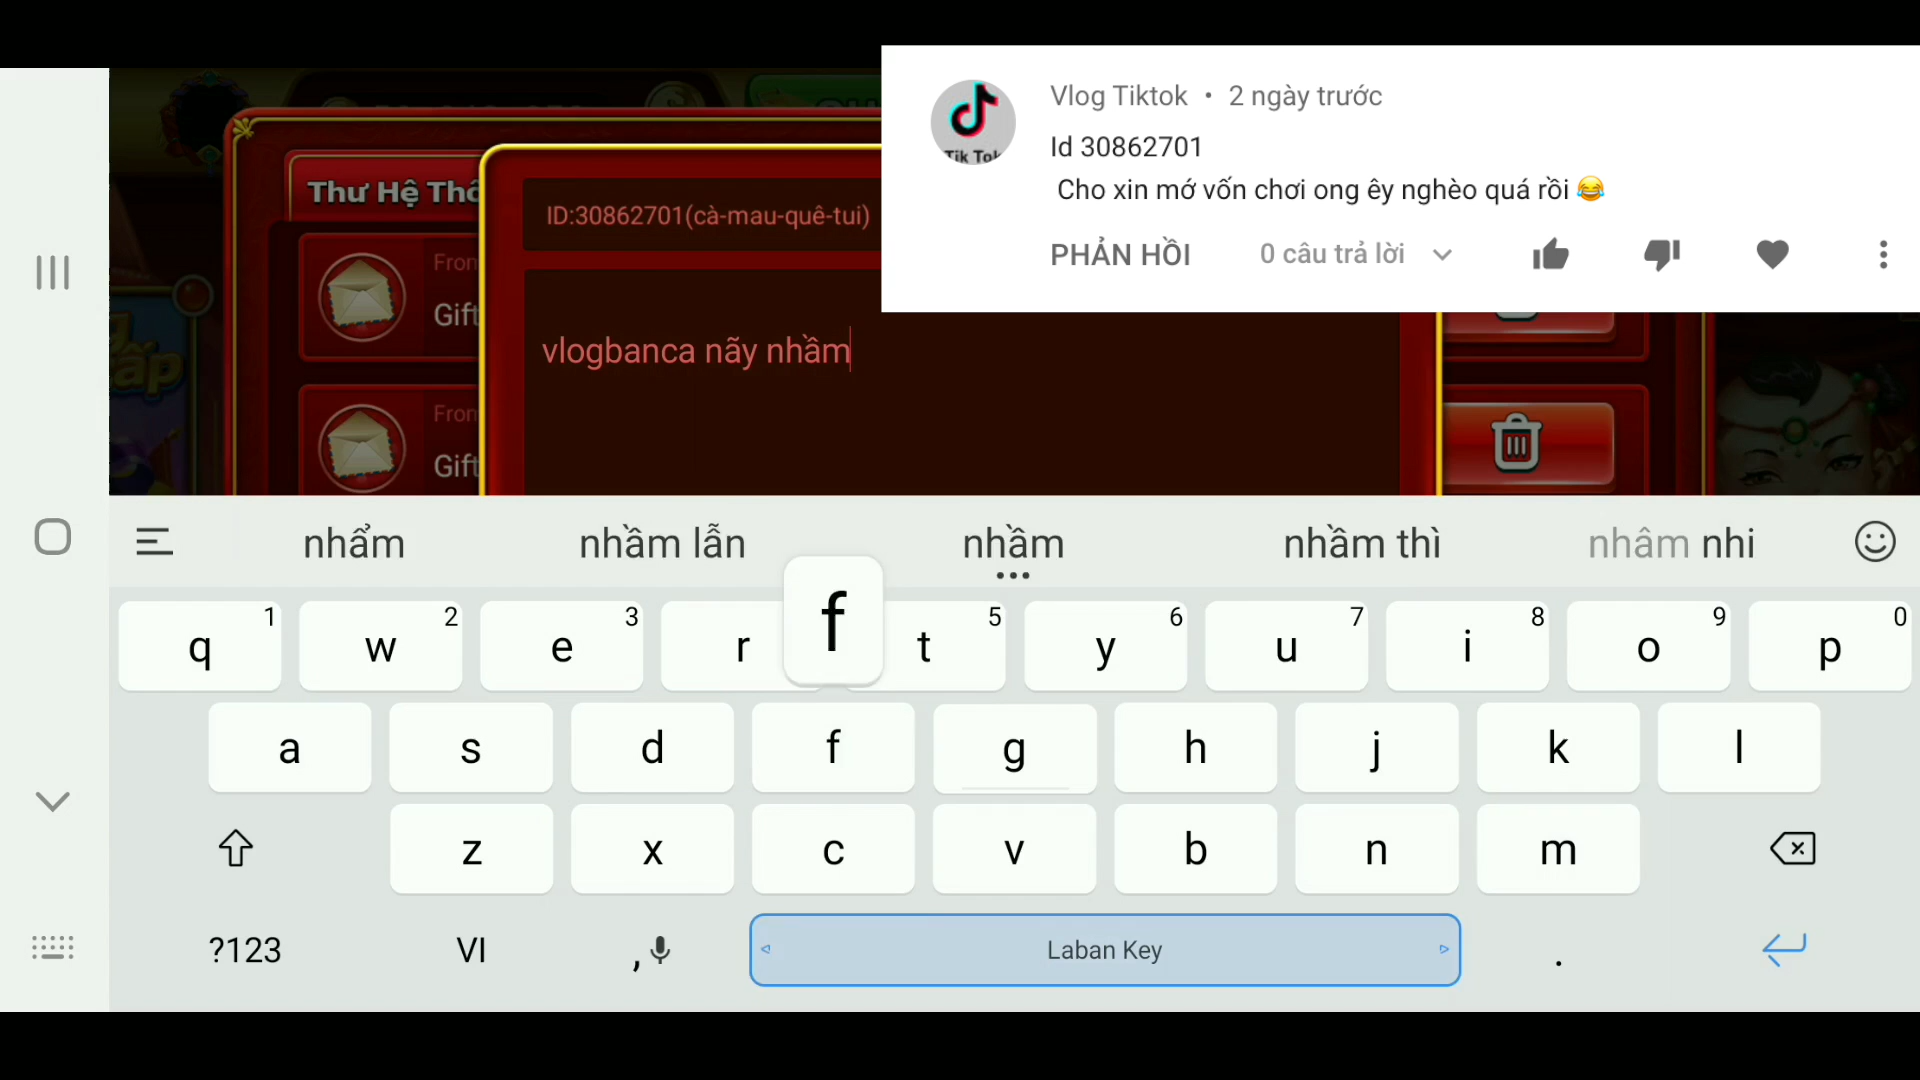 Vlog Tiktok • 2 ngày trước
Tik Tok
Id 30862701
Cho xin mớ vốn chơi ong êy nghèo quá rồi 😂
PHẢN HỒI 0 câu trả lời
Thư Hệ Thố
ID:30862701(cà-mau-quê-tui)
From
Gift
vlogbanca nãy nhầm
From
Gift
nhẩm nhầm lẫn nhầm nhầm thì nhâm nhi
f
q 1 w 2 e 3 r t 5 y 6 u 7 i 8 o 9 p 0
a s d f g h j k l
z x c v b n m
?123 VI , Laban Key .